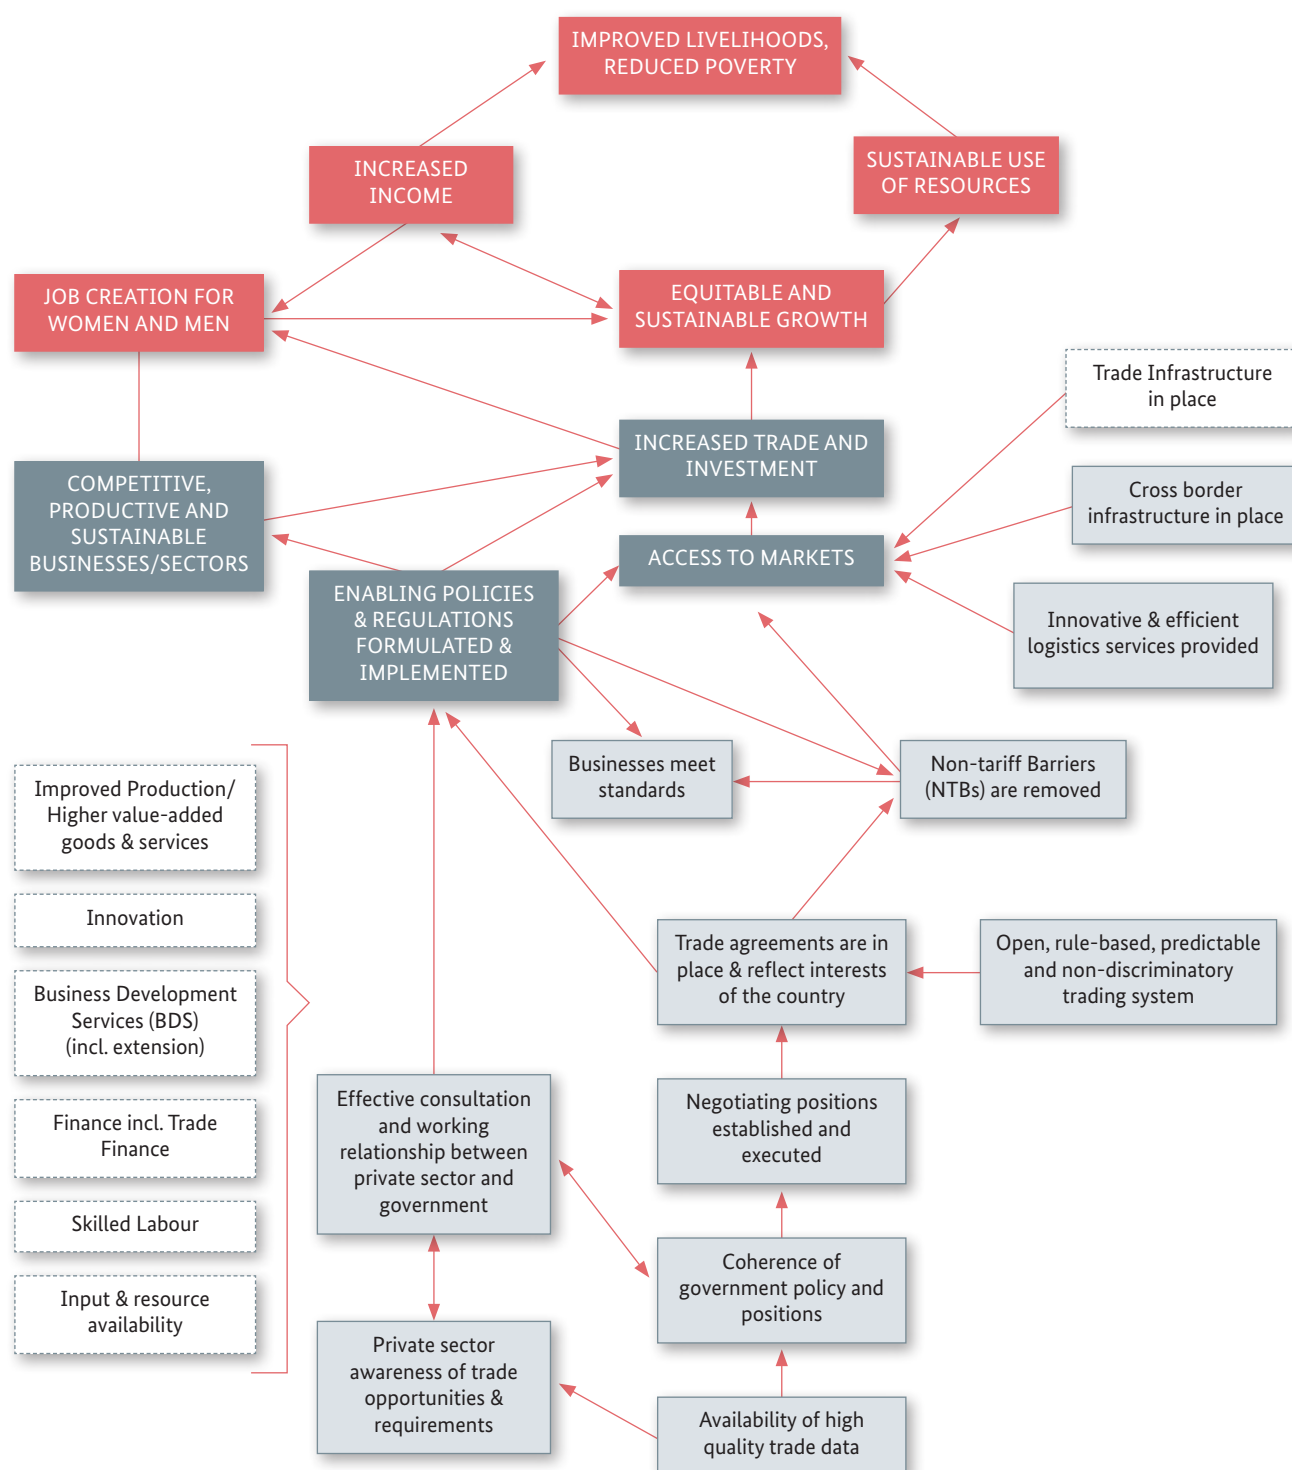 IMPROVED LIVELIHOODS,
REDUCED POVERTY
INCREASED
INCOME
SUSTAINABLE USE
OF RESOURCES
JOB CREATION FOR
WOMEN AND MEN
EQUITABLE AND
SUSTAINABLE GROWTH
Trade Infrastructure
in place
INCREASED TRADE AND
INVESTMENT
COMPETITIVE,
PRODUCTIVE AND
SUSTAINABLE
BUSINESSES/SECTORS
Cross border
infrastructure in place
ACCESS TO MARKETS
ENABLING POLICIES
& REGULATIONS
FORMULATED &
IMPLEMENTED
Innovative & efficient
logistics services provided
Businesses meet
standards
Non-tariff Barriers
(NTBs) are removed
Improved Production/
Higher value-added
goods & services
Innovation
Business Development
Services (BDS)
(incl. extension)
Finance incl. Trade
Finance
Skilled Labour
Input & resource
availability
Trade agreements are in
place & reflect interests
of the country
Open, rule-based, predictable
and non-discriminatory
trading system
Effective consultation
and working
relationship between
private sector and
government
Negotiating positions
established and
executed
Coherence of
government policy and
positions
Private sector
awareness of trade
opportunities &
requirements
Availability of high
quality trade data